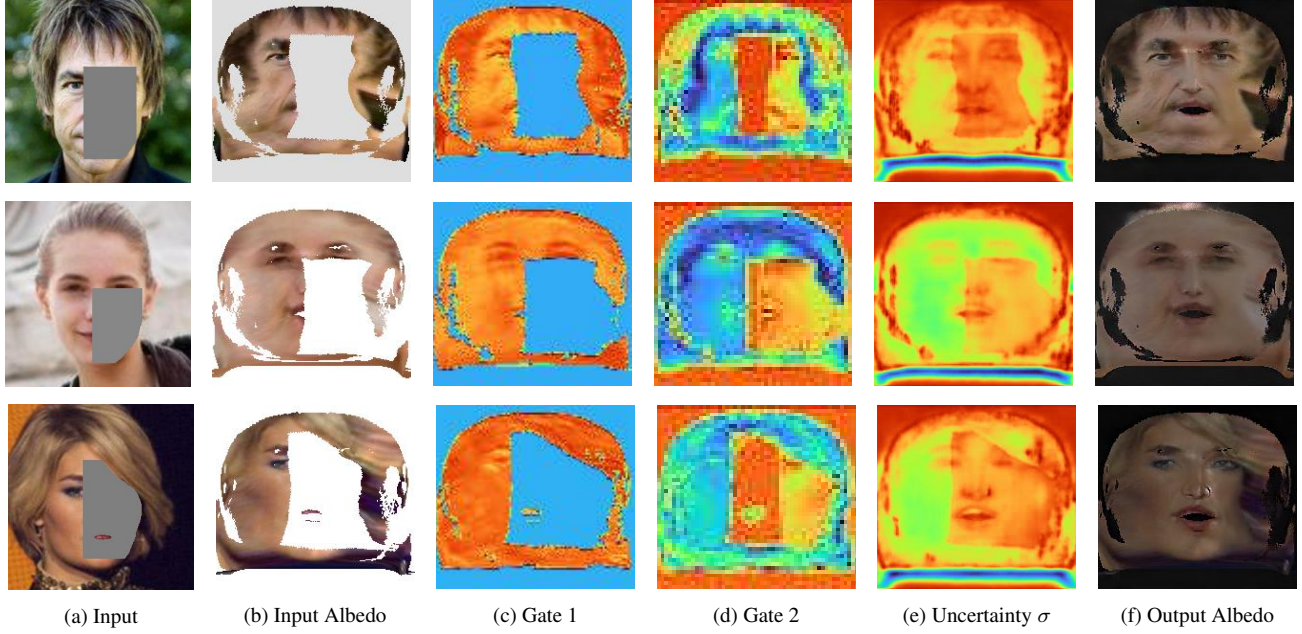 (a) Input
(b) Input Albedo
(c) Gate 1
(d) Gate 2
(e) Uncertainty σ
(f) Output Albedo